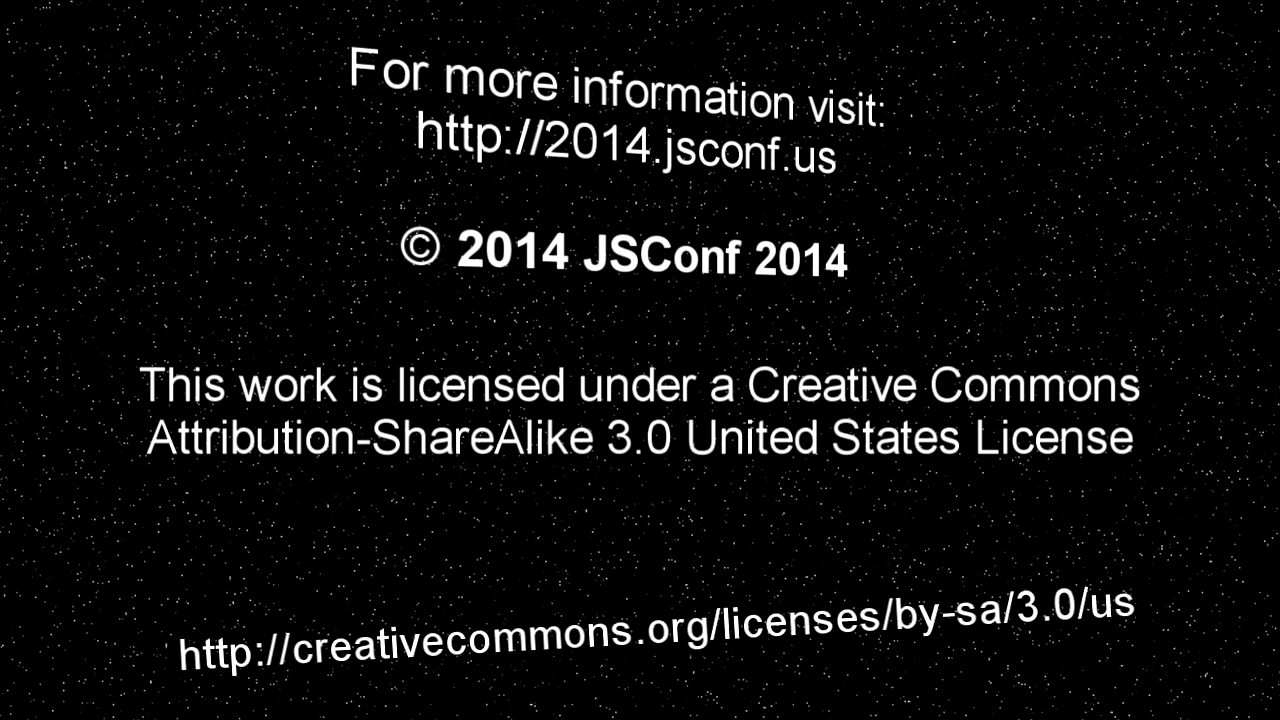 For more information visit:
http://2014.jsconf.us
© 2014 JSConf 2014
This work is licensed under a Creative Commons
Attribution-ShareAlike 3.0 United States License
http://creativecommons.org/licenses/by-sa/3.0/us